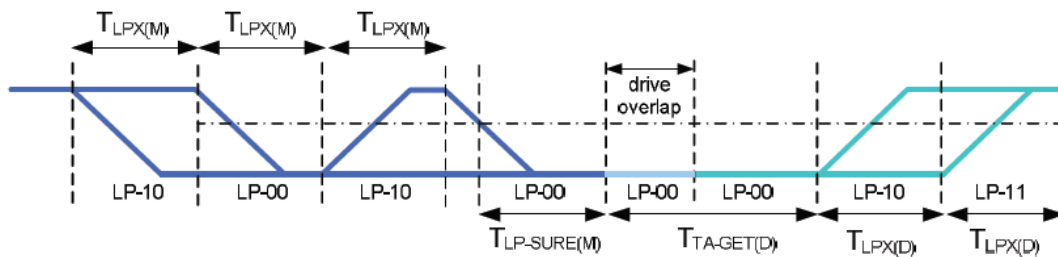 TLPX(M) TLPX(M) TLPX(M)
drive
overlap
LP-10 LP-00 LP-10 LP-00 LP-00 LP-00 LP-10 LP-11
TLP-SURE(M) TTA-GET(D) TLPX(D) TLPX(D)